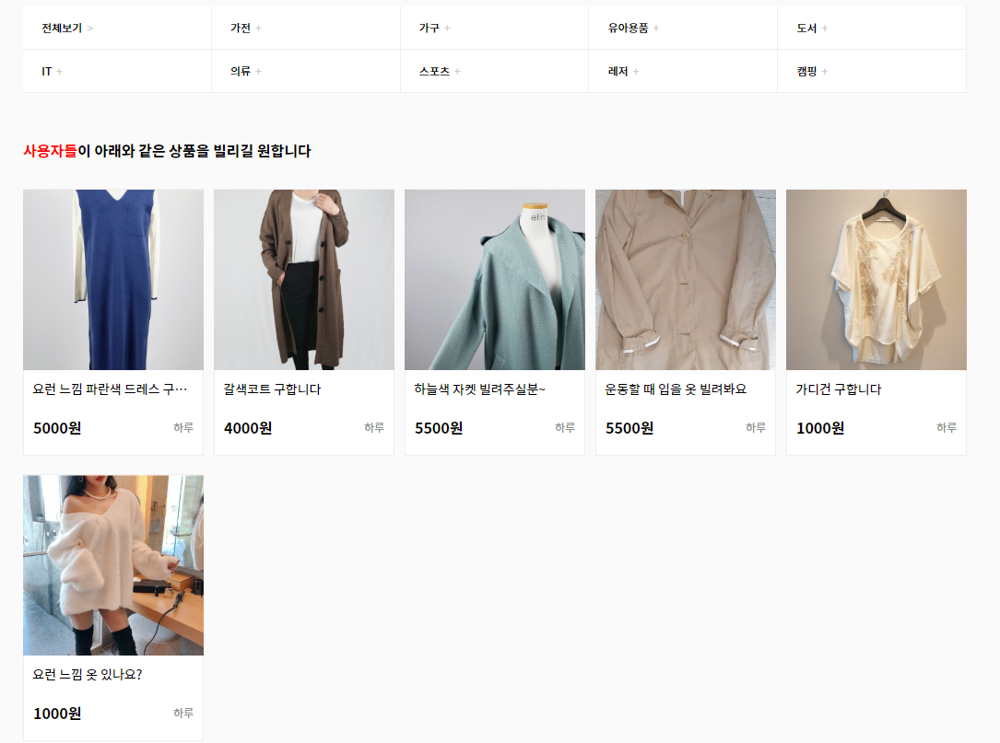 전체보기 >
가전 +
가구 +
유아용품 +
도서 +
IT +
의류 +
스포츠 +
레저 +
캠핑 +
사용자들이 아래와 같은 상품을 빌리길 원합니다
요런 느낌 파란색 드레스 구…
5000원 하루
갈색코트 구합니다
4000원 하루
하늘색 자켓 빌려주실분~
5500원 하루
운동할 때 입을 옷 빌려봐요
5500원 하루
가디건 구합니다
1000원 하루
요런 느낌 옷 있나요?
1000원 하루